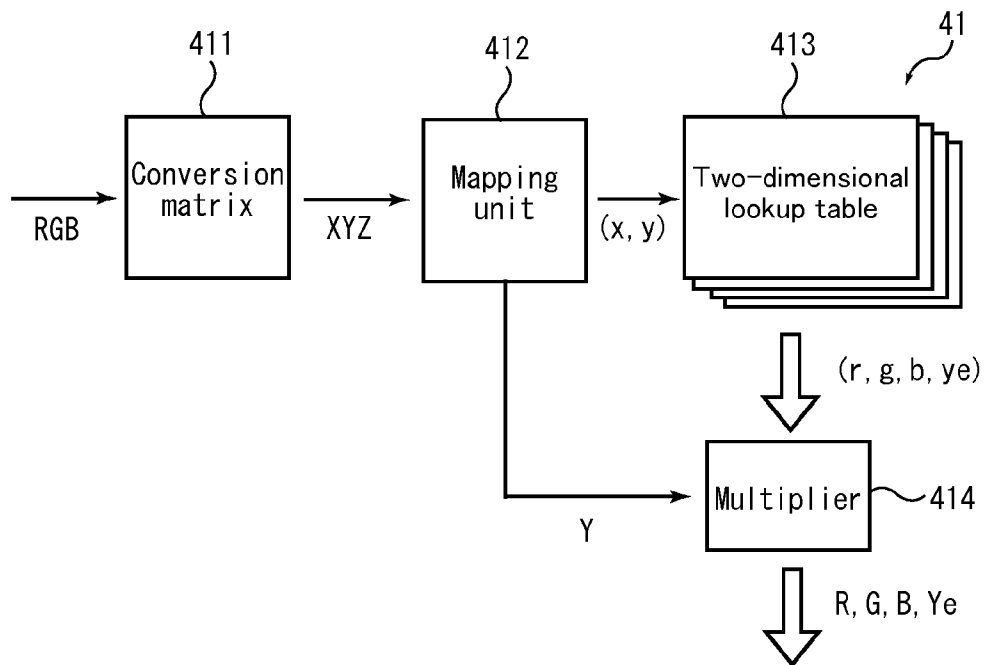 411
412
413
41
Conversion
matrix
Mapping
unit
Two-dimensional
lookup table
RGB
XYZ
(x, y)
(r, g, b, ye)
Multiplier
414
Y
R, G, B, Ye